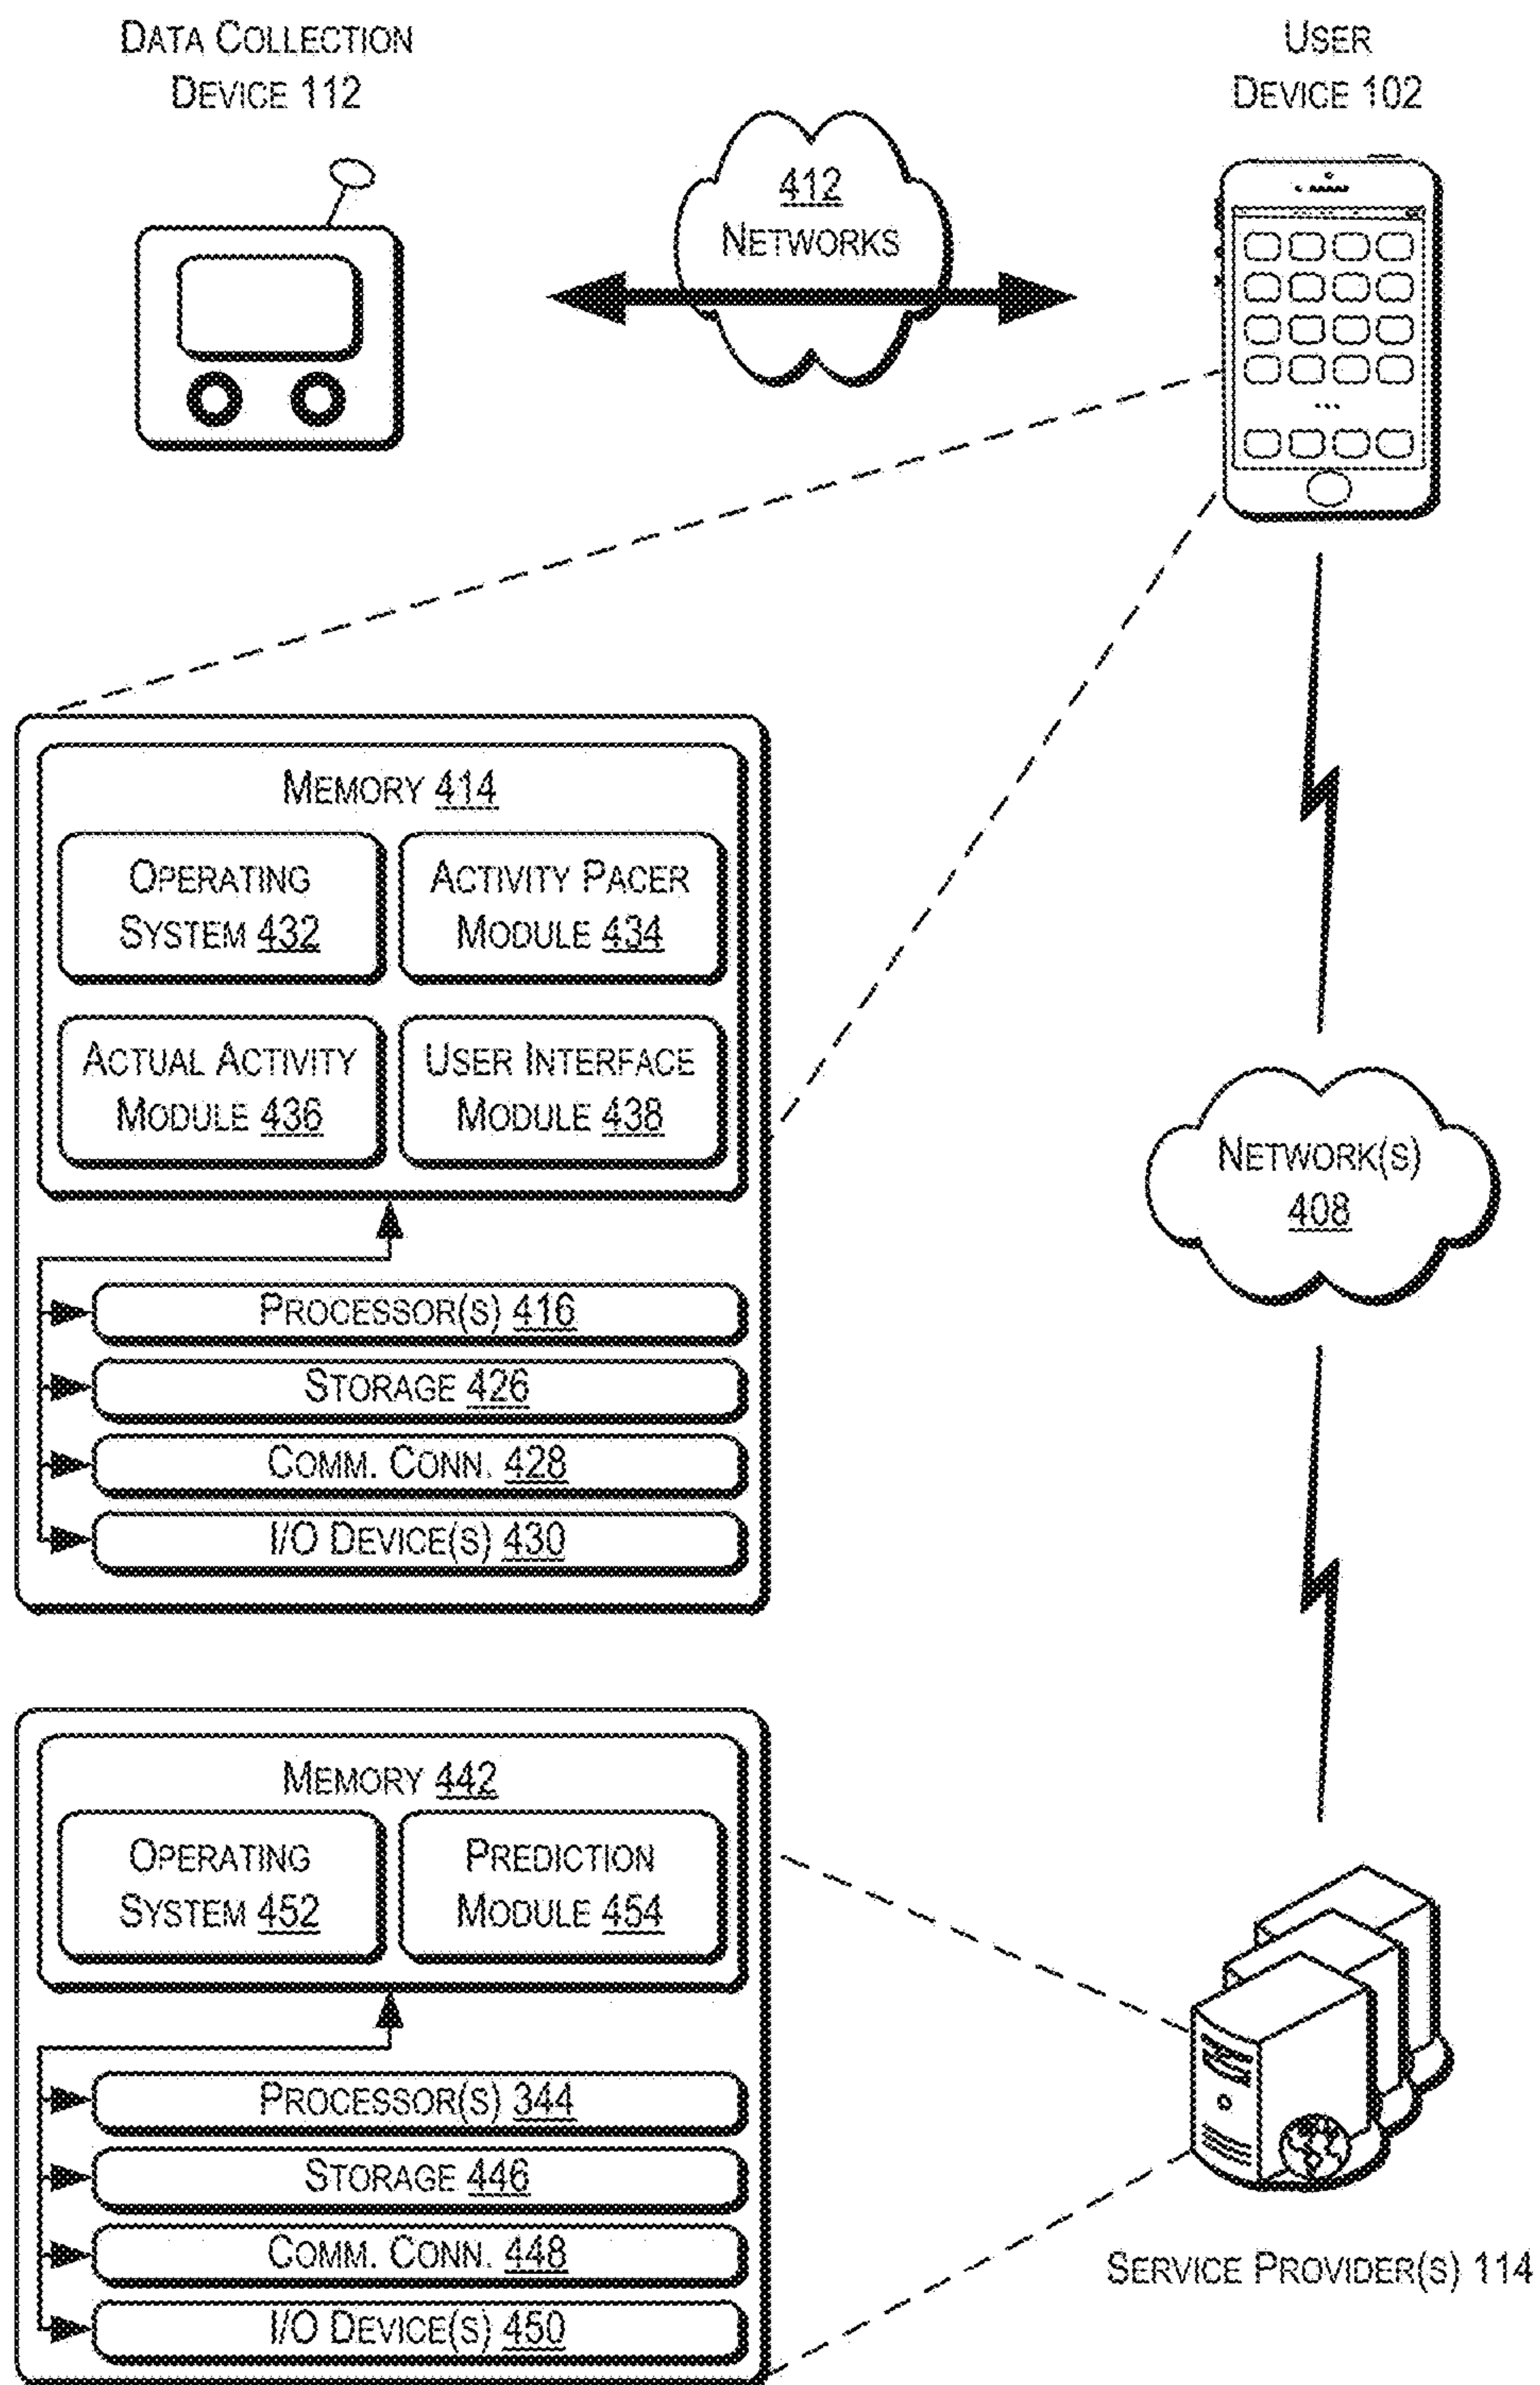 DATA COLLECTION
DEVICE 112
USER
DEVICE 102
412
NETWORKS
MEMORY 414
OPERATING
SYSTEM 432
ACTIVITY PACER
MODULE 434
ACTUAL ACTIVITY
MODULE 436
USER INTERFACE
MODULE 438
PROCESSOR(S) 416
STORAGE 426
COMM. CONN. 428
I/O DEVICE(S) 430
NETWORK(S)
408
MEMORY 442
OPERATING
SYSTEM 452
PREDICTION
MODULE 454
PROCESSOR(S) 344
STORAGE 446
COMM. CONN. 448
I/O DEVICE(S) 450
SERVICE PROVIDER(S) 114